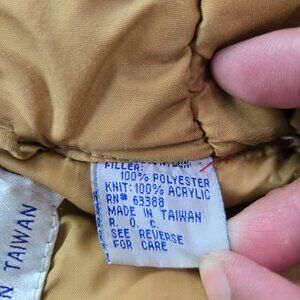 FILLER:
100% POLYESTER
KNIT: 100% ACRYLIC
RN# 63388
MADE IN TAIWAN
R. O. C.
SEE REVERSE
FOR CARE
N TAIWAN